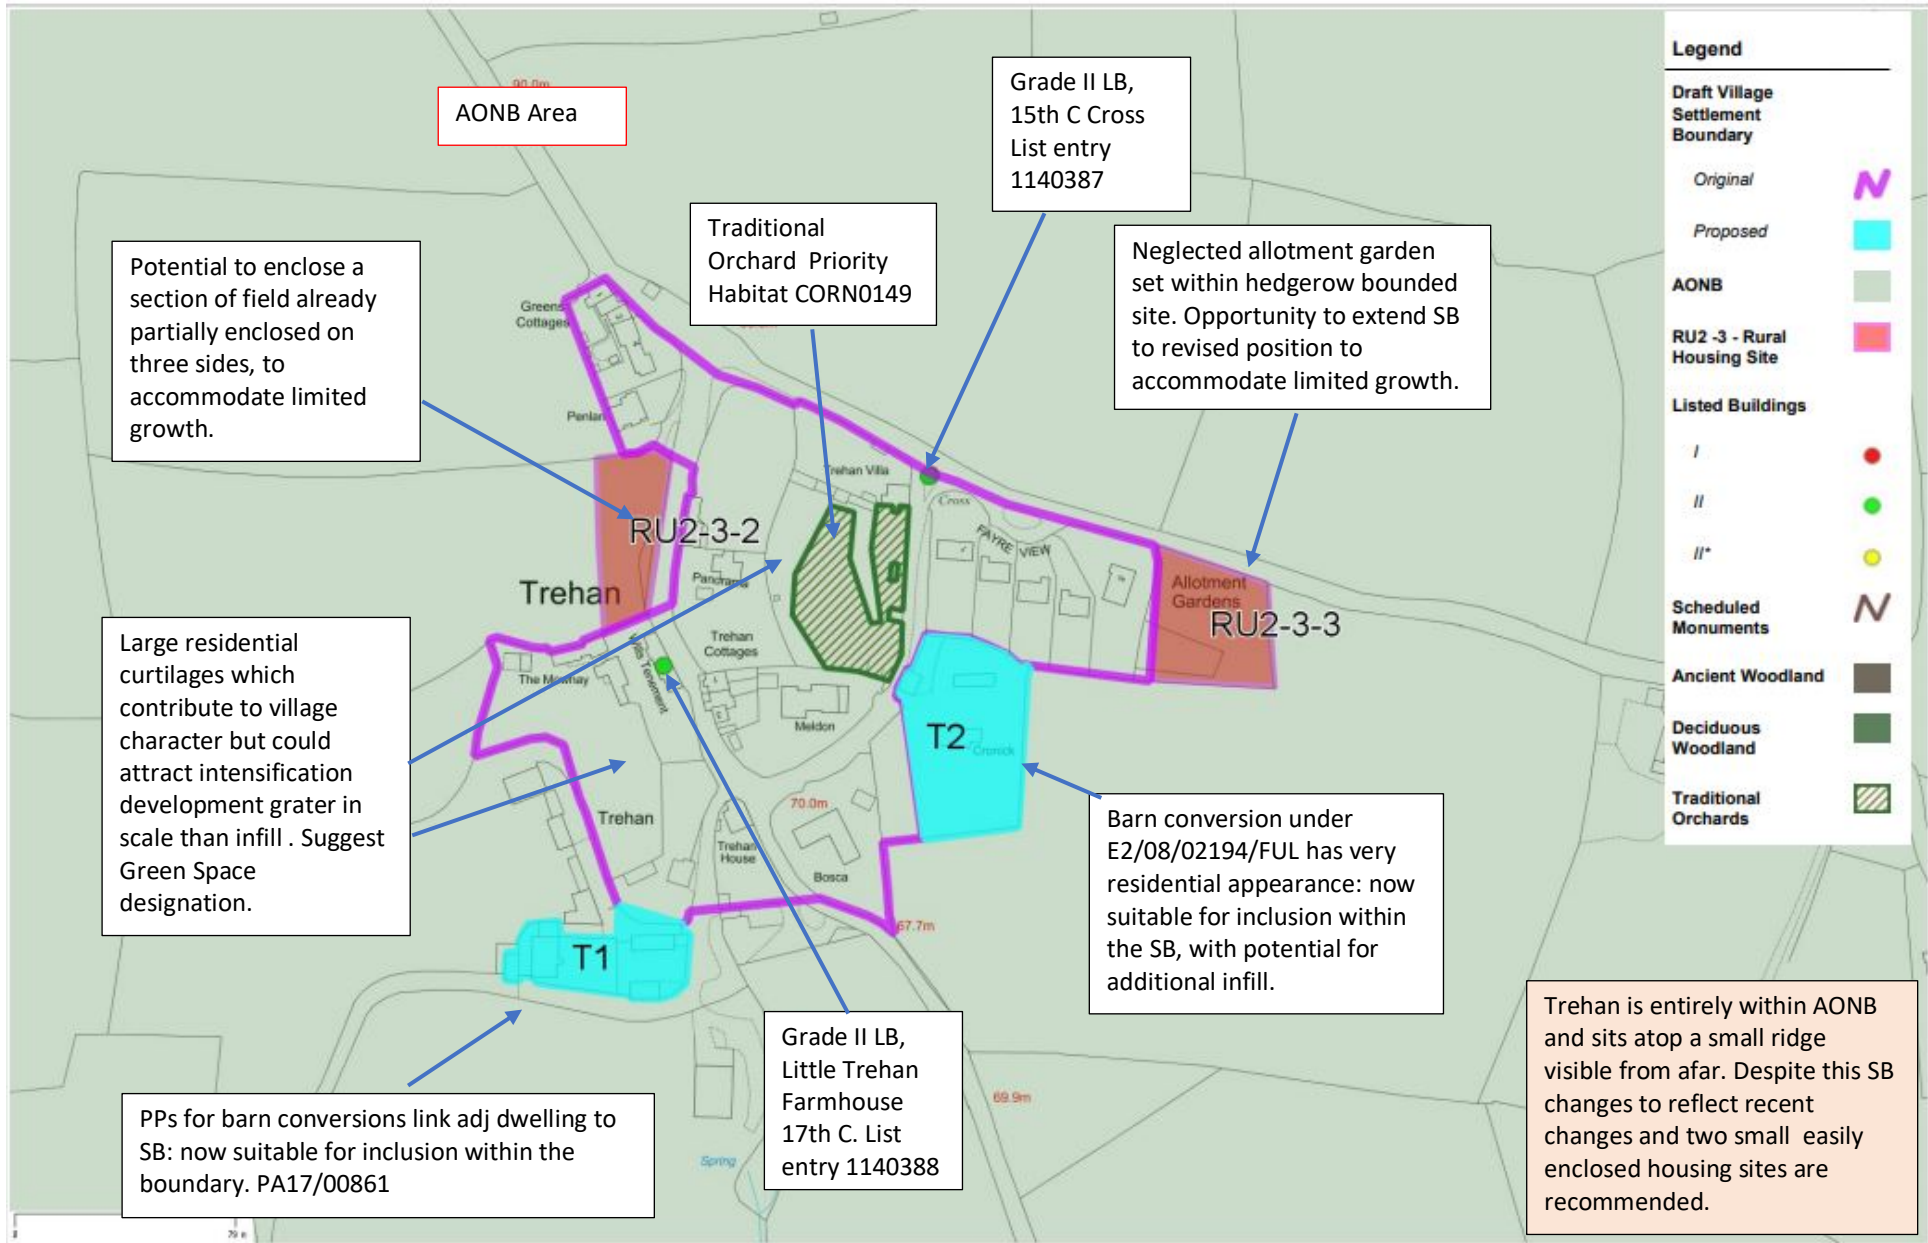 90.0m
AONB Area
Grade II LB,
15th C Cross
List entry
1140387
Traditional
Orchard Priority
Habitat CORN0149
Neglected allotment garden
set within hedgerow bounded
site. Opportunity to extend SB
to revised position to
accommodate limited growth.
Potential to enclose a
section of field already
partially enclosed on
three sides, to
accommodate limited
growth.
Greens
Cottages
Penlan
Trehan Villa
Cross
FAYRE VIEW
RU2-3-2
Trehan
Panorama
Trehan
Cottages
Allotment
Gardens
RU2-3-3
Large residential
curtilages which
contribute to village
character but could
attract intensification
development grater in
scale than infill . Suggest
Green Space
designation.
The Mowhay
Willis Tenement
Meldon
T2
Cronick
Trehan
70.0m
Trehan
House
Bosca
67.7m
T1
Barn conversion under
E2/08/02194/FUL has very
residential appearance: now
suitable for inclusion within
the SB, with potential for
additional infill.
Grade II LB,
Little Trehan
Farmhouse
17th C. List
entry 1140388
PPs for barn conversions link adj dwelling to
SB: now suitable for inclusion within the
boundary. PA17/00861
Spring
69.9m
Trehan is entirely within AONB
and sits atop a small ridge
visible from afar. Despite this SB
changes to reflect recent
changes and two small easily
enclosed housing sites are
recommended.
Legend
Draft Village
Settlement
Boundary
Original
Proposed
AONB
RU2 -3 - Rural
Housing Site
Listed Buildings
I
II
II*
Scheduled
Monuments
Ancient Woodland
Deciduous
Woodland
Traditional
Orchards